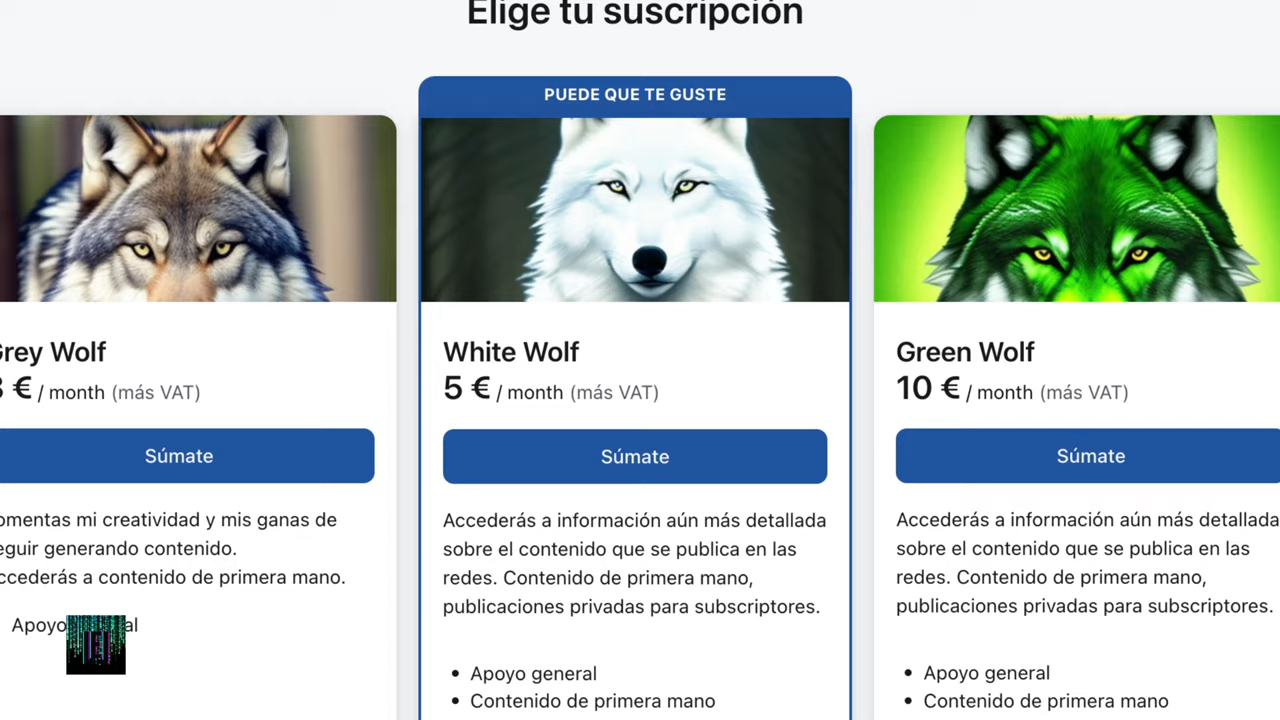 Elige tu suscripción
PUEDE QUE TE GUSTE
Grey Wolf
€ / month (más VAT)
Súmate
omentas mi creatividad y mis ganas de
eguir generando contenido.
ccederás a contenido de primera mano.
Apoyo al
White Wolf
5 € / month (más VAT)
Súmate
Accederás a información aún más detallada
sobre el contenido que se publica en las
redes. Contenido de primera mano,
publicaciones privadas para subscriptores.
• Apoyo general
• Contenido de primera mano
Green Wolf
10 € / month (más VAT)
Súmate
Accederás a información aún más detallada
sobre el contenido que se publica en las
redes. Contenido de primera mano,
publicaciones privadas para subscriptores.
• Apoyo general
• Contenido de primera mano